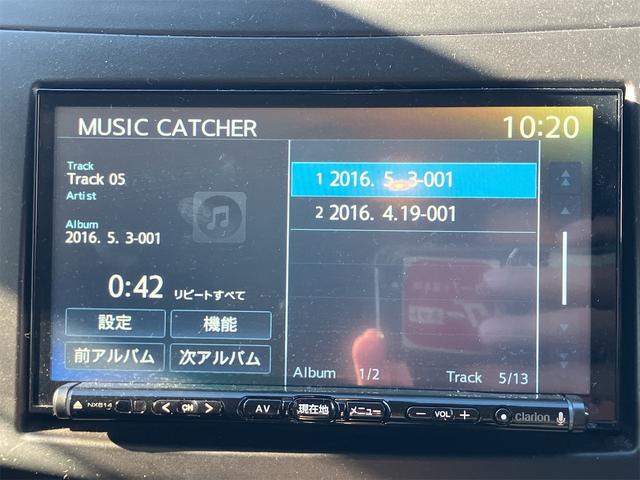 MUSIC CATCHER
10:20
Track
Track 05
Artist
Album
2016. 5. 3-001
0:42 リピートすべて
設定 機能
前アルバム 次アルバム
1 2016. 5. 3-001
2 2016. 4.19-001
Album 1/2 Track 5/13
NX614 CH AV 現在地 メニュー − VOL + clarion